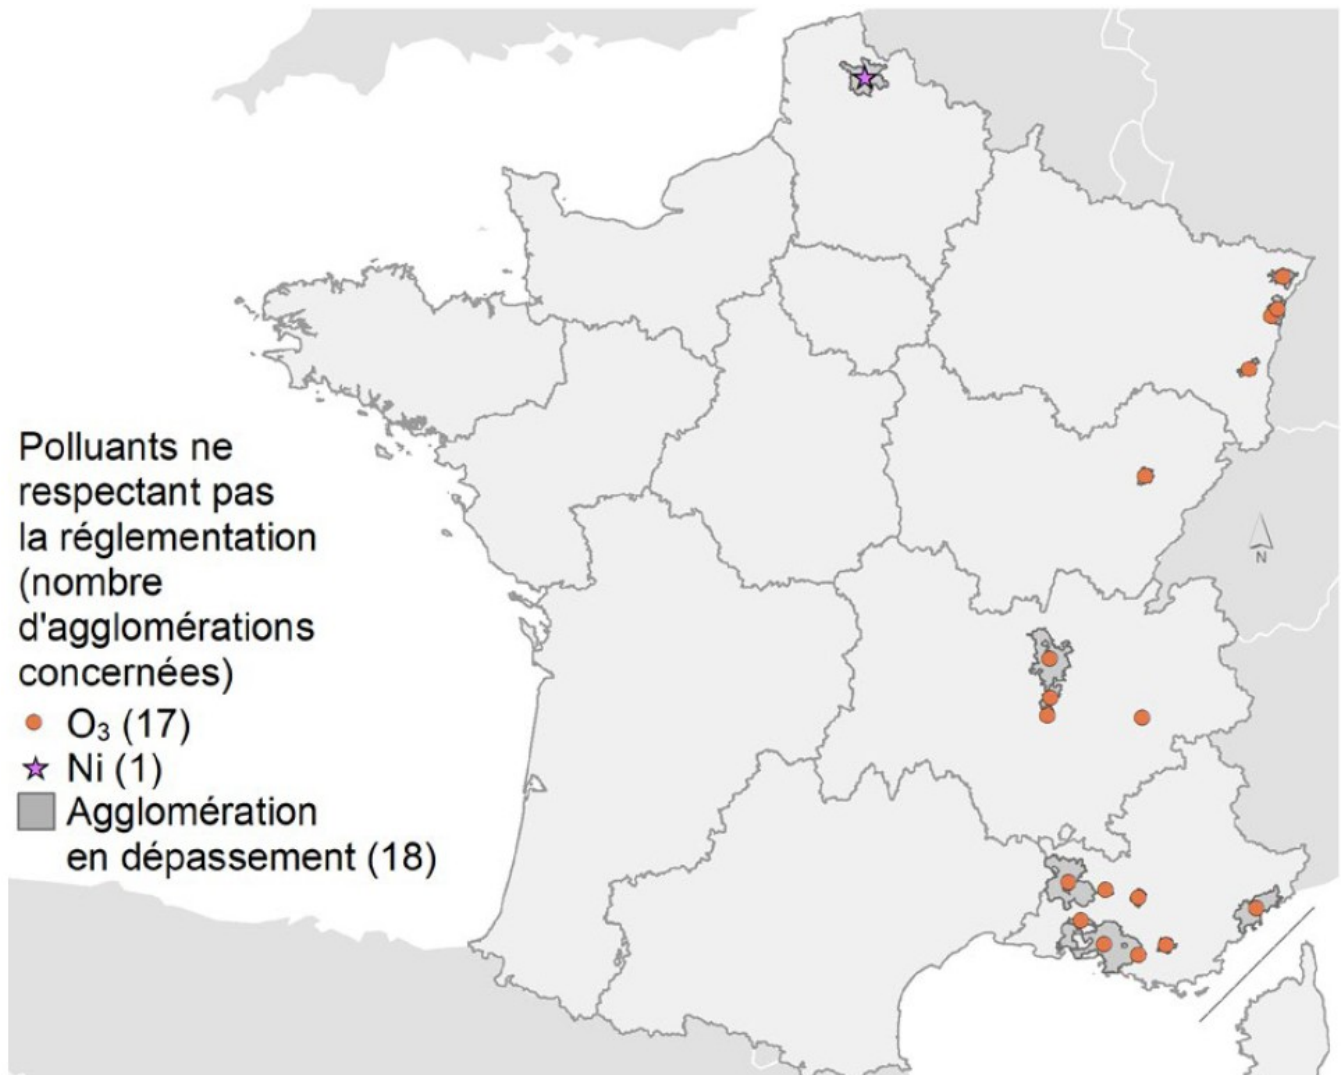 Polluants ne
respectant pas
la réglementation
(nombre
d'agglomérations
concernées)
O₃ (17)
Ni (1)
Agglomération
en dépassement (18)
N